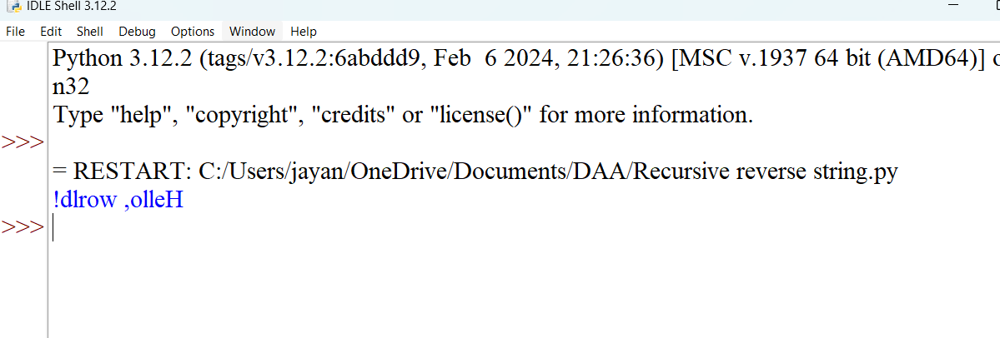 IDLE Shell 3.12.2
File Edit Shell Debug Options Window Help
Python 3.12.2 (tags/v3.12.2:6abddd9, Feb  6 2024, 21:26:36) [MSC v.1937 64 bit (AMD64)]
n32
Type "help", "copyright", "credits" or "license()" for more information.
>>>
= RESTART: C:/Users/jayan/OneDrive/Documents/DAA/Recursive reverse string.py
!dlrow ,olleH
>>>